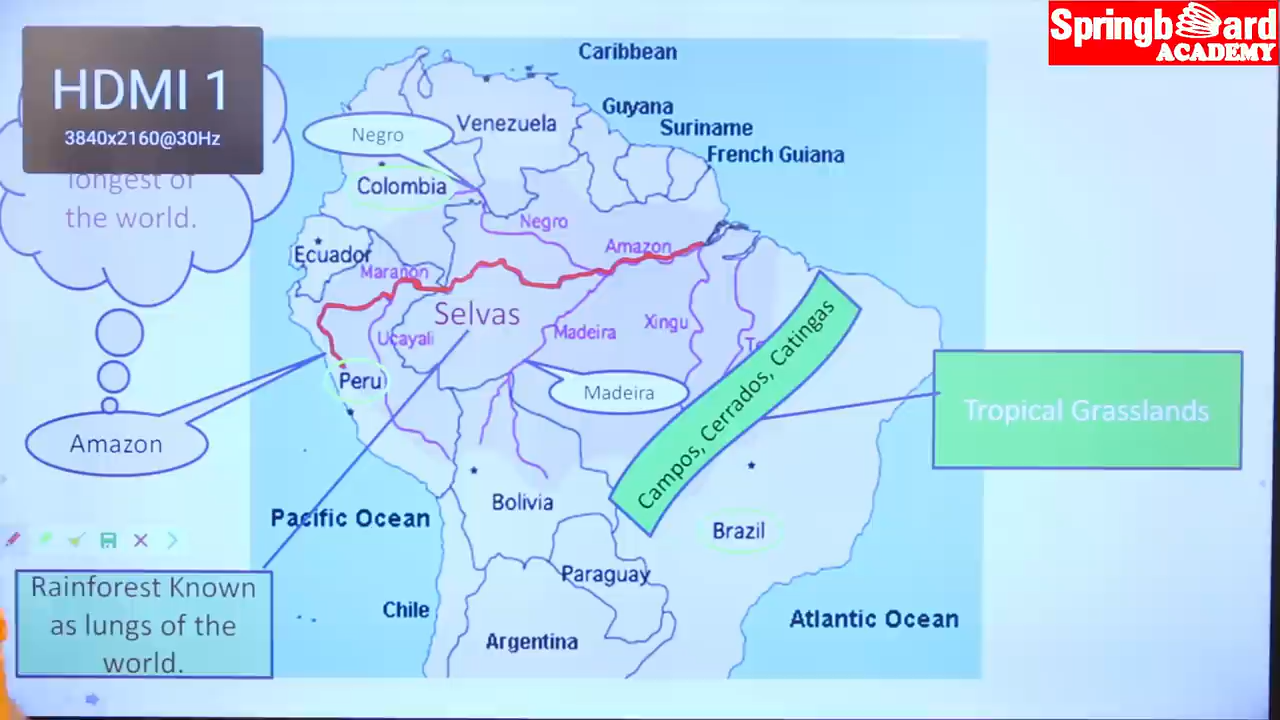 Springboard
ACADEMY
HDMI 1
3840x2160@30Hz
longest of
the world.
Caribbean
Guyana
Venezuela
Suriname
Negro
French Guiana
Colombia
Negro
Amazon
Ecuador
Marañon
Selvas
Ucayali
Madeira
Xingu
Campos, Cerrados, Catingas
Peru
Madeira
Tropical Grasslands
Amazon
Bolivia
Pacific Ocean
Brazil
Paraguay
Rainforest Known
as lungs of the
world.
Chile
Atlantic Ocean
Argentina